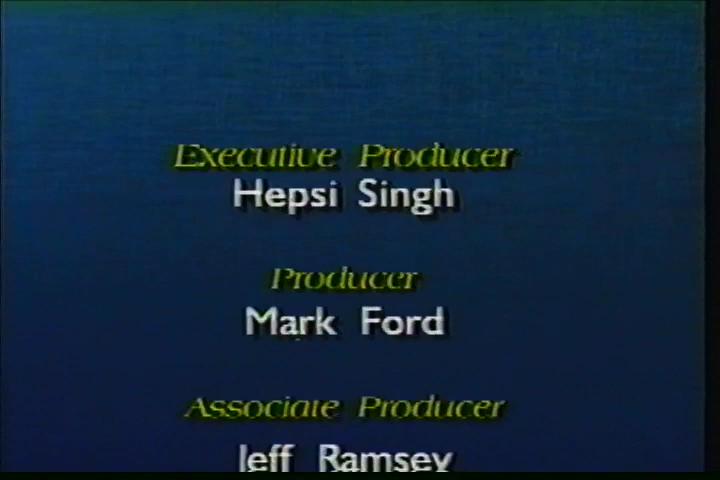 Executive Producer
Hepsi Singh
Producer
Mark Ford
Associate Producer
Jeff Ramsey